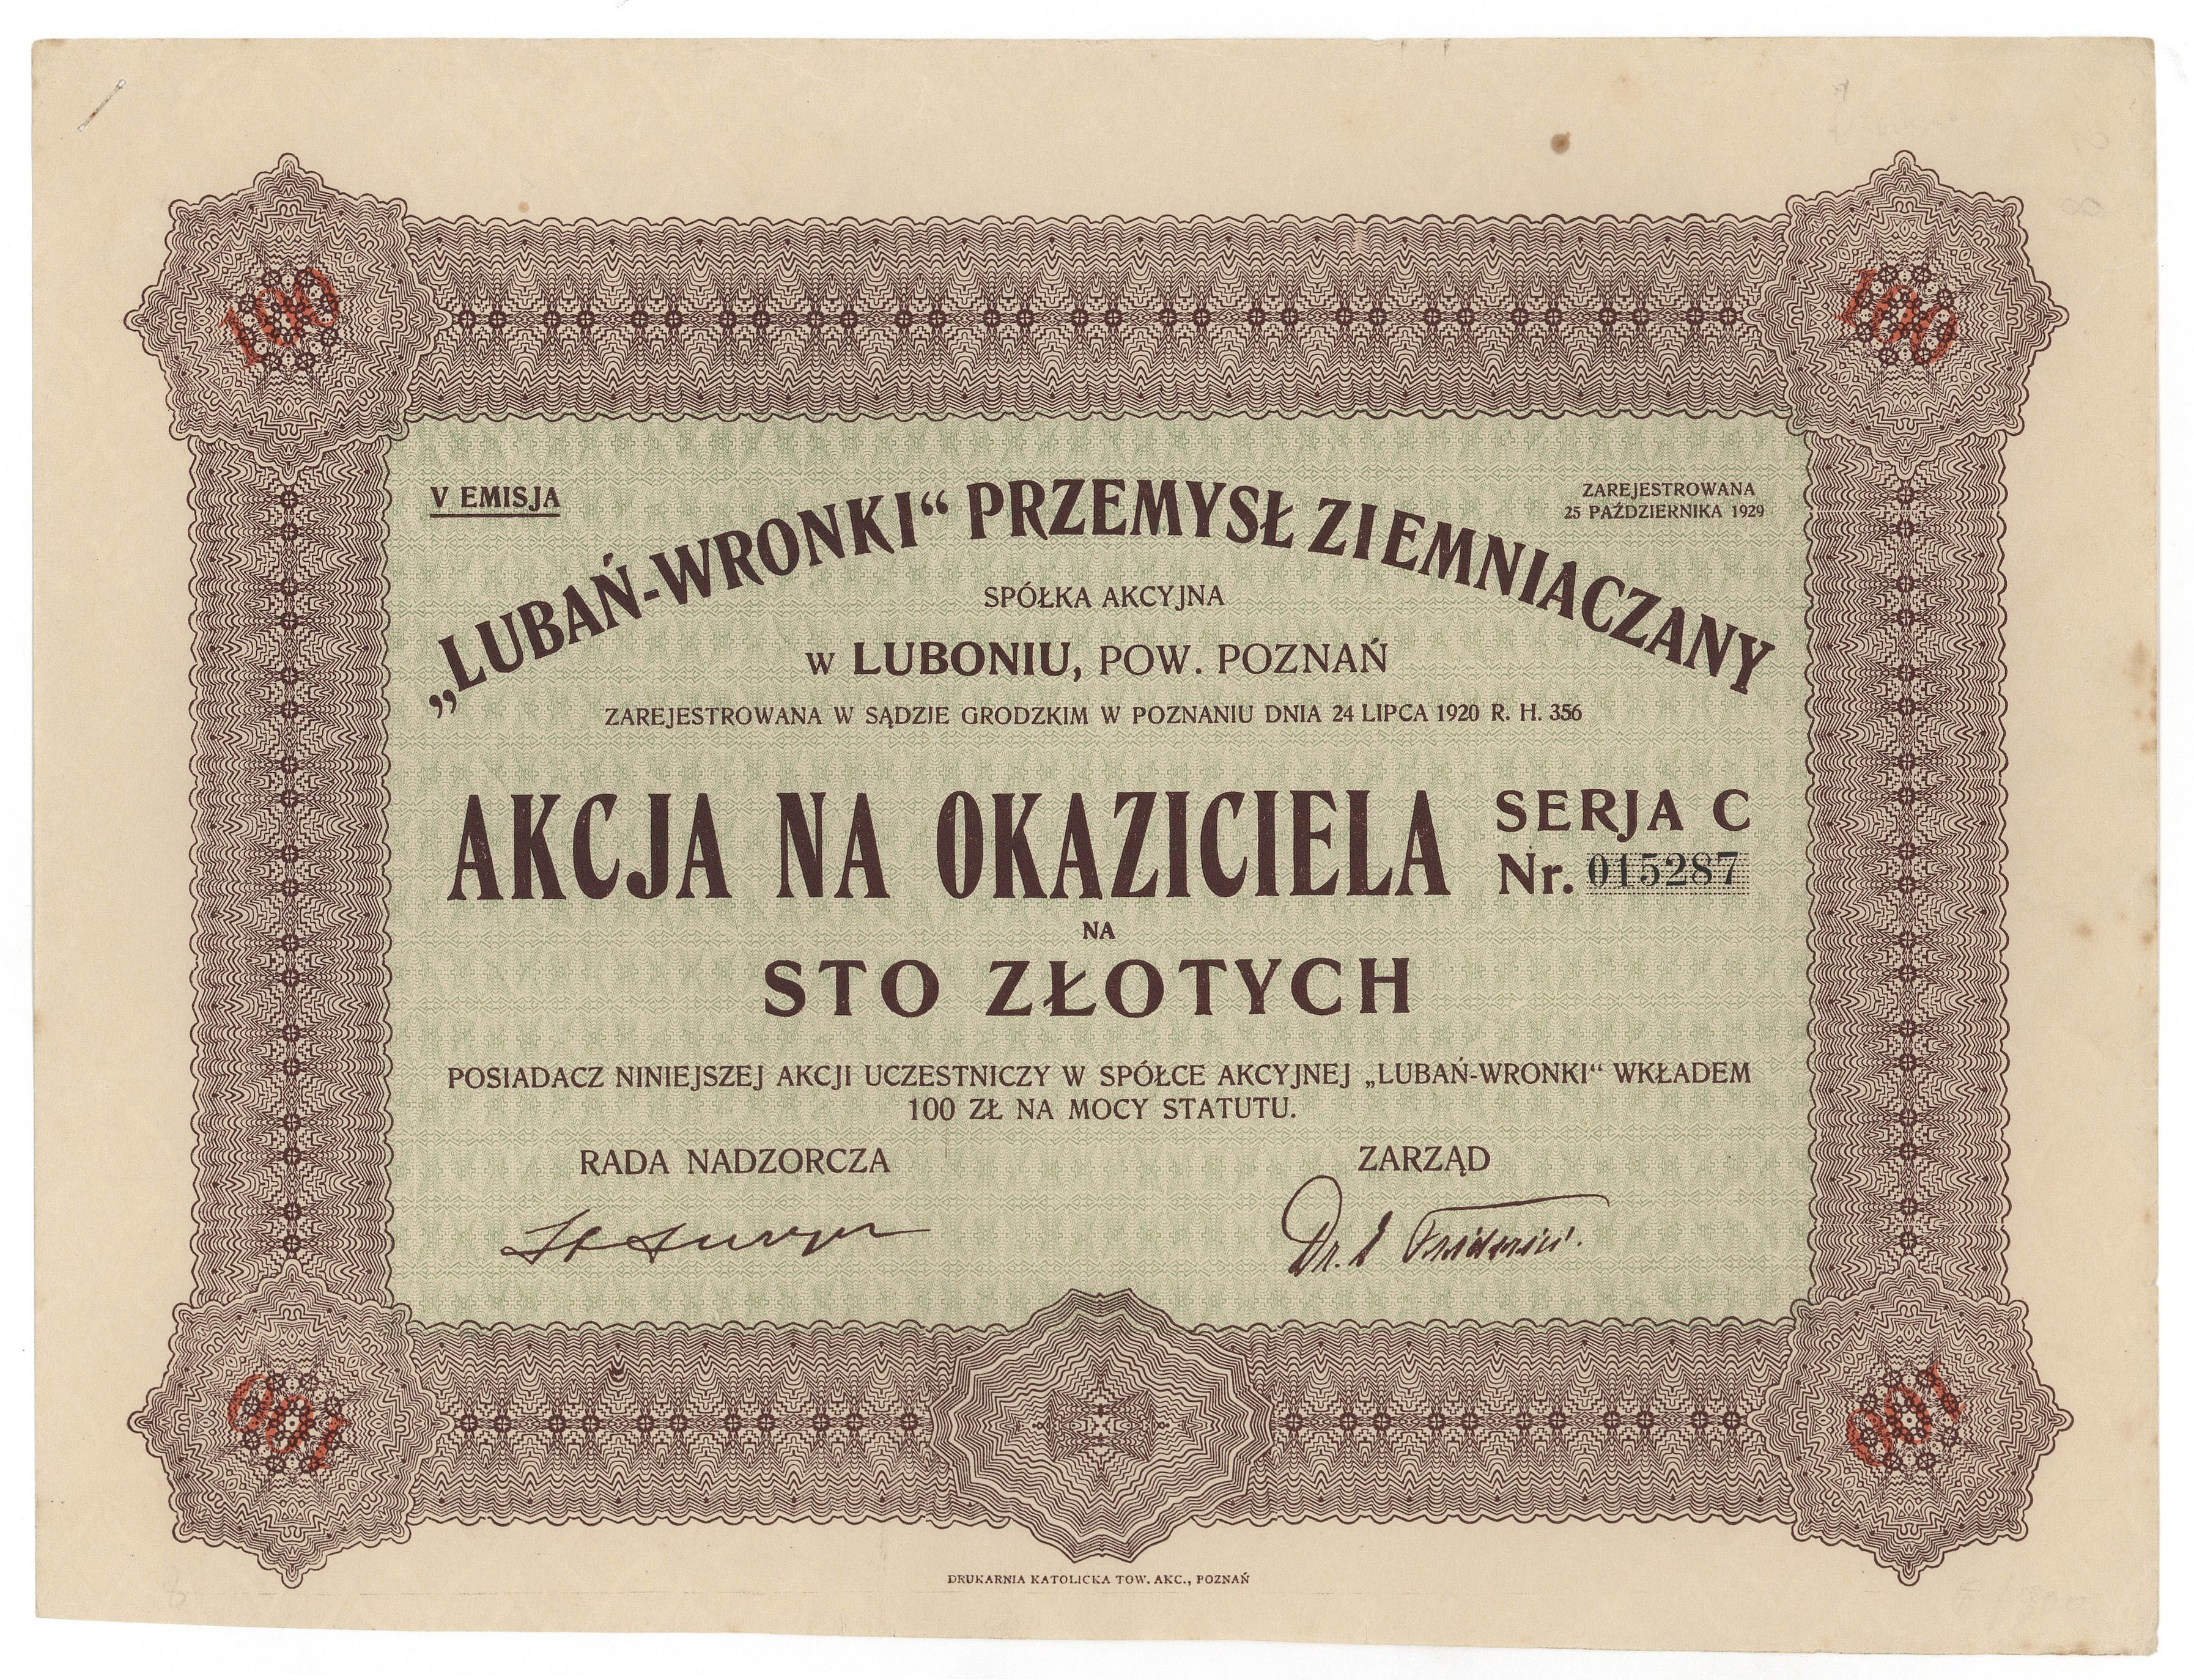 100
100
V EMISJA
ZAREJESTROWANA
25 PAŹDZIERNIKA 1929
„LUBAŃ-WRONKI“ PRZEMYSŁ ZIEMNIACZANY
SPÓŁKA AKCYJNA
W LUBONIU, POW. POZNAŃ
ZAREJESTROWANA W SĄDZIE GRODZKIM W POZNANIU DNIA 24 LIPCA 1920 R. H. 356
AKCJA NA OKAZICIELA
SERJA C
Nr. 015287
NA
STO ZŁOTYCH
POSIADACZ NINIEJSZEJ AKCJI UCZESTNICZY W SPÓŁCE AKCYJNEJ „LUBAŃ-WRONKI“ WKŁADEM
100 ZŁ NA MOCY STATUTU.
RADA NADZORCZA
ZARZĄD
Dr.
100
100
DRUKARNIA KATOLICKA TOW. AKC., POZNAŃ